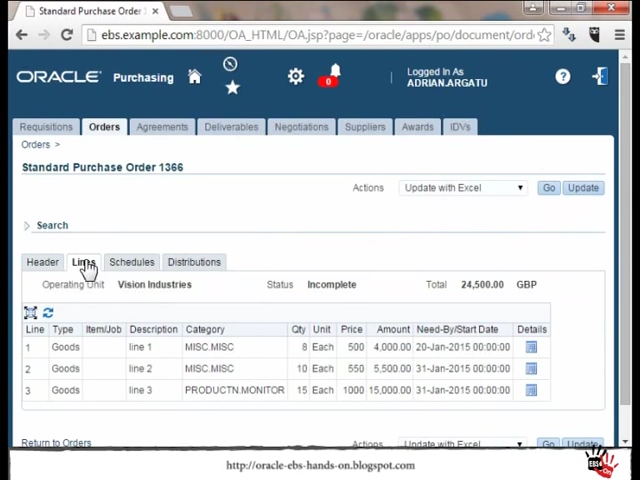 Standard Purchase Order 1
ebs.example.com:8000/OA_HTML/OA.jsp?page=/oracle/apps/po/document/ord
ORACLE Purchasing
0
Logged In As
ADRIAN.ARGATU
Requisitions Orders Agreements Deliverables Negotiations Suppliers Awards IDVs
Orders >
Standard Purchase Order 1366
Actions Update with Excel Go Update
Search
Header Lines Schedules Distributions
Operating Unit Vision Industries Status Incomplete Total 24,500.00 GBP
Line Type Item/Job Description Category Qty Unit Price Amount Need-By/Start Date Details
1 Goods line 1 MISC.MISC 8 Each 500 4,000.00 20-Jan-2015 00:00:00
2 Goods line 2 MISC.MISC 10 Each 550 5,500.00 31-Jan-2015 00:00:00
3 Goods line 3 PRODUCTN.MONITOR 15 Each 1000 15,000.00 31-Jan-2015 00:00:00
Return to Orders Actions Update with Excel Go Update
http://oracle-ebs-hands-on.blogspot.com
EBS
On